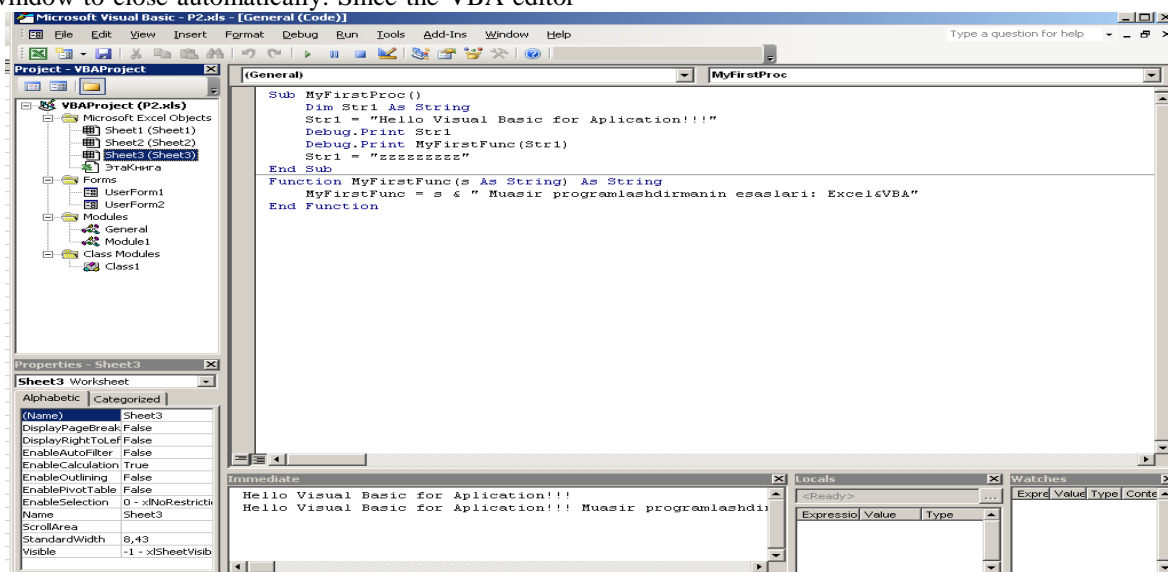 window to close automatically. Since the VBA editor
Microsoft Visual Basic - P2.xls - [General (Code)]
File Edit View Insert Format Debug Run Tools Add-Ins Window Help Type a question for help
Project - VBAProject
(General) MyFirstProc
VBAProject (P2.xls)
Microsoft Excel Objects
Sheet1 (Sheet1)
Sheet2 (Sheet2)
Sheet3 (Sheet3)
ЭтаКнига
Forms
UserForm1
UserForm2
Modules
General
Module1
Class Modules
Class1
Sub MyFirstProc()
Dim Str1 As String
Str1 = "Hello Visual Basic for Aplication!!!"
Debug.Print Str1
Debug.Print MyFirstFunc(Str1)
Str1 = "zzzzzzzzz"
End Sub
Function MyFirstFunc(s As String) As String
MyFirstFunc = s & " Muasir programlashdirmanin esaslari: Excel&VBA"
End Function
Properties - Sheet3
Sheet3 Worksheet
Alphabetic Categorized
(Name) Sheet3
DisplayPageBreak False
DisplayRightToLef False
EnableAutoFilter False
EnableCalculation True
EnableOutlining False
EnablePivotTable False
EnableSelection 0 - xlNoRestricti
Name Sheet3
ScrollArea
StandardWidth 8,43
Visible -1 - xlSheetVisib
Immediate
Hello Visual Basic for Aplication!!!
Hello Visual Basic for Aplication!!! Muasir programlashdi
Locals
<Ready> ...
Expressio Value Type
Watches
Expre Value Type Conte